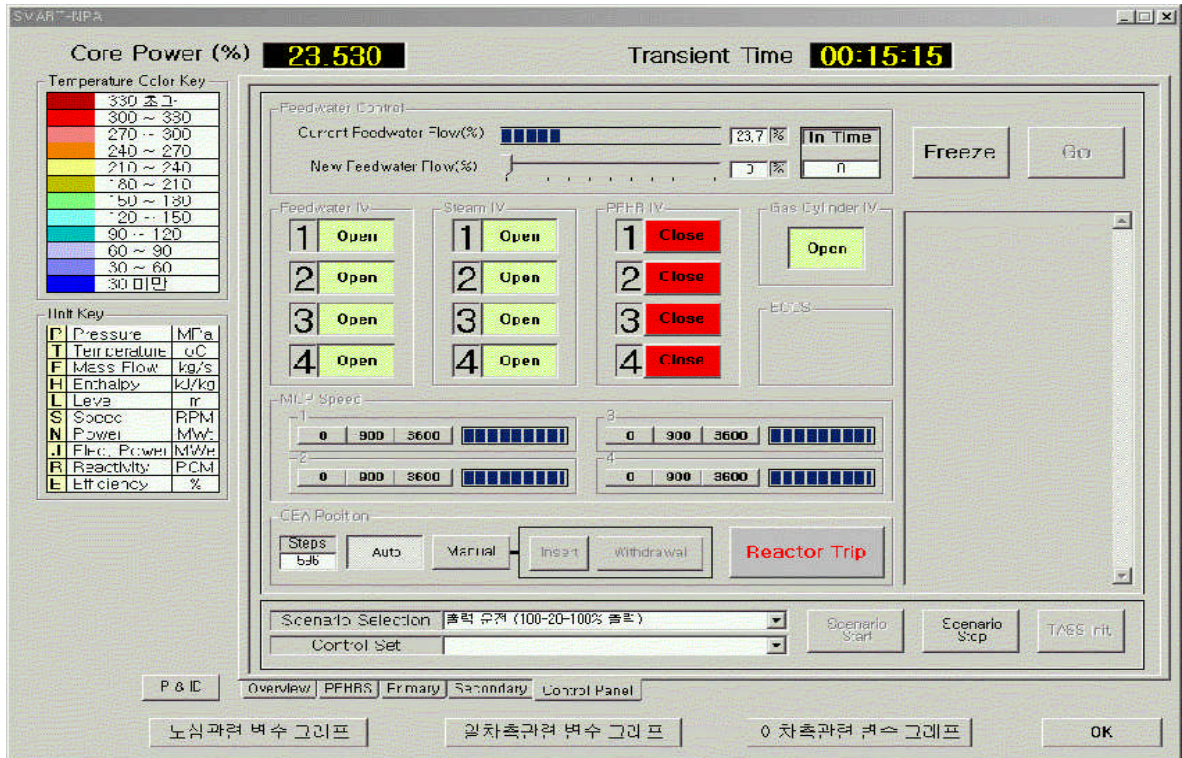 SMART-NPA
Core Power (%) 23.530
Transient Time 00:15:15
Temperature Color Key
330 초과
300 ~ 330
270 ~ 300
240 ~ 270
210 ~ 240
180 ~ 210
150 ~ 180
120 ~ 150
90 ~ 120
60 ~ 90
30 ~ 60
30 미만
Unit Key
P Pressure MPa
T Temperature oC
F Mass Flow kg/s
H Enthalpy kJ/kg
L Level m
S Speed RPM
N Power MWt
J Elec. Power MWe
R Reactivity PCM
E Efficiency %
Feedwater Control
Current Feedwater Flow(%) 23.7 % In Time
New Feedwater Flow(%) 0 % 0
Freeze
Go
Feedwater IV
1 Open
2 Open
3 Open
4 Open
Steam IV
1 Open
2 Open
3 Open
4 Open
PRHR IV
1 Close
2 Close
3 Close
4 Close
Gas Cylinder IV
Open
ECCS
MCP Speed
1
0 900 3600
2
0 900 3600
3
0 900 3600
4
0 900 3600
CEA Position
Steps
Auto
Manual
Insert
Withdrawal
Reactor Trip
Scenario Selection 출력 운전 (100-20-100% 출력)
Control Set
Scenario Start
Scenario Stop
TASS Init.
P & ID
Overview PRHRS Primary Secondary Control Panel
노심관련 변수 그래프
일차측관련 변수 그래프
이차측관련 변수 그래프
OK